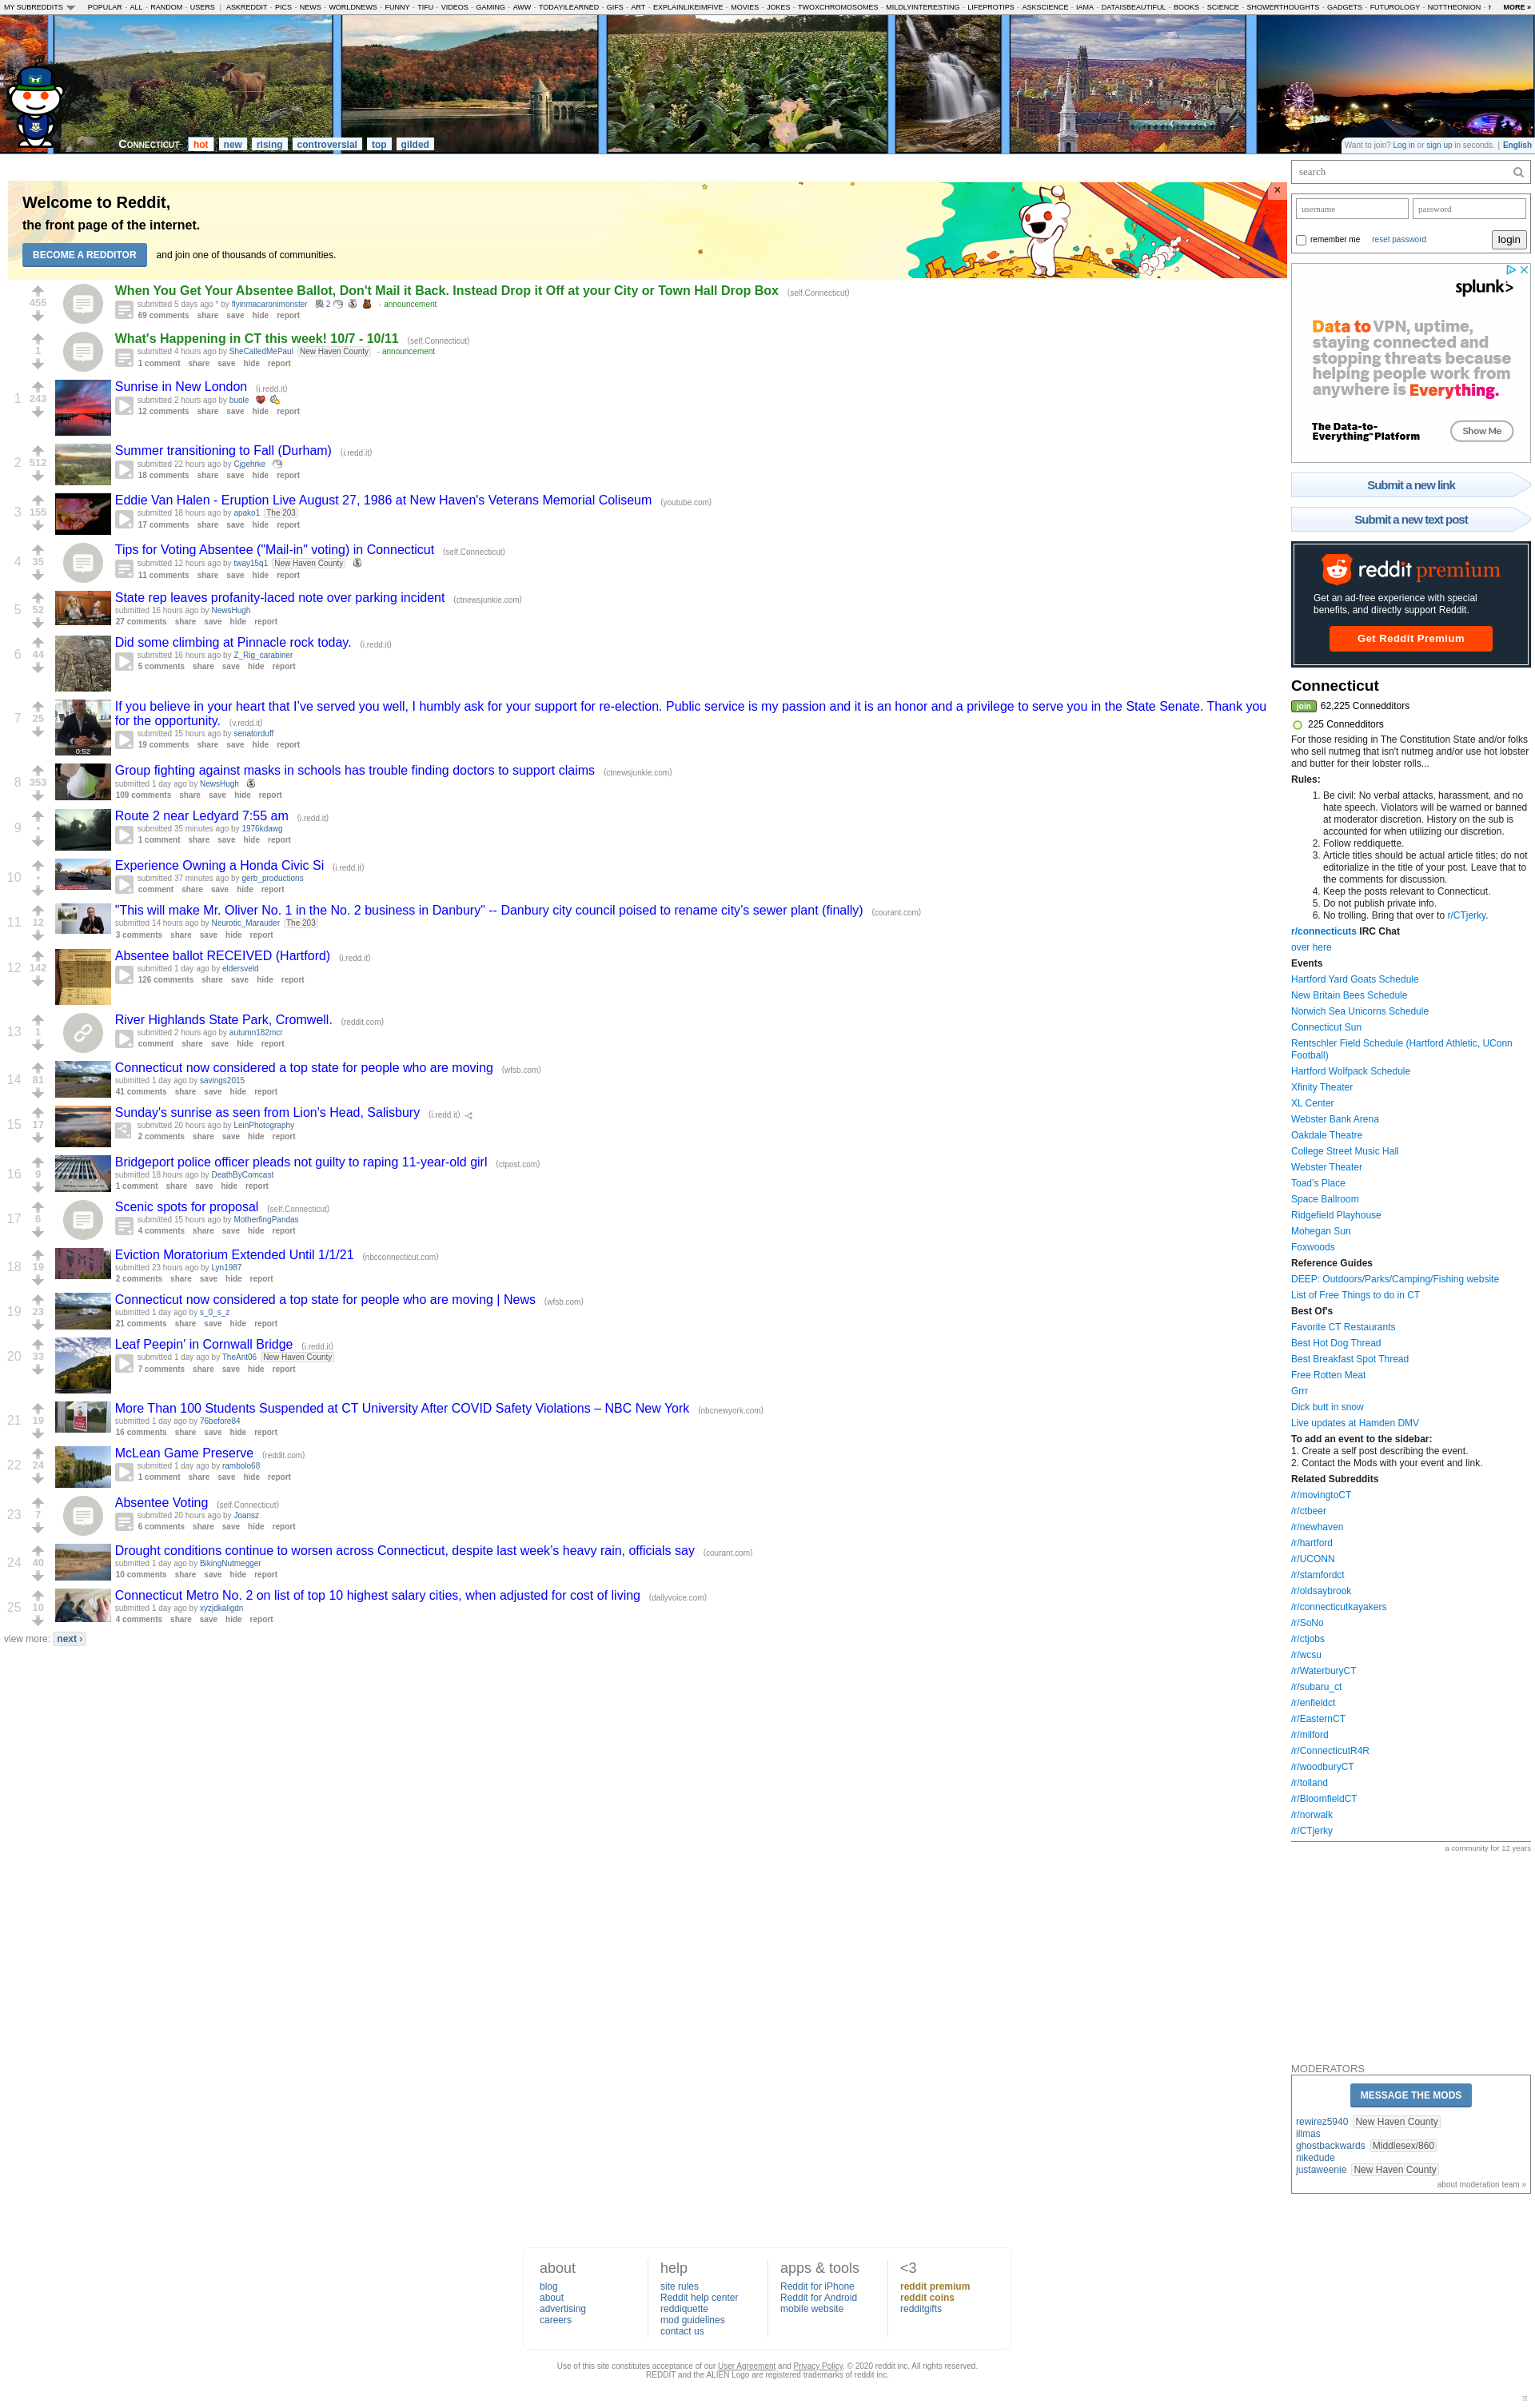 MY SUBREDDITS POPULAR - ALL - RANDOM - USERS | ASKREDDIT - PICS - NEWS - WORLDNEWS - FUNNY - TIFU - VIDEOS - GAMING - AWW - TODAYILEARNED - GIFS - ART - EXPLAINLIKEIMFIVE - MOVIES - JOKES - TWOXCHROMOSOMES - MILDLYINTERESTING - LIFEPROTIPS - ASKSCIENCE - IAMA - DATAISBEAUTIFUL - BOOKS - SCIENCE - SHOWERTHOUGHTS - GADGETS - FUTUROLOGY - NOTTHEONION - MORE »
CONNECTICUT hot new rising controversial top gilded
Want to join? Log in or sign up in seconds. | English
Welcome to Reddit,
the front page of the internet.
BECOME A REDDITOR and join one of thousands of communities.
×
455
When You Get Your Absentee Ballot, Don't Mail it Back. Instead Drop it Off at your City or Town Hall Drop Box (self.Connecticut)
submitted 5 days ago * by flyinmacaronimonster 2 - announcement
69 comments share save hide report
1
What's Happening in CT this week! 10/7 - 10/11 (self.Connecticut)
submitted 4 hours ago by SheCalledMePaul New Haven County - announcement
1 comment share save hide report
1 243
Sunrise in New London (i.redd.it)
submitted 2 hours ago by buole
12 comments share save hide report
2 512
Summer transitioning to Fall (Durham) (i.redd.it)
submitted 22 hours ago by Cjgehrke
18 comments share save hide report
3 155
Eddie Van Halen - Eruption Live August 27, 1986 at New Haven's Veterans Memorial Coliseum (youtube.com)
submitted 18 hours ago by apako1 The 203
17 comments share save hide report
4 35
Tips for Voting Absentee ("Mail-in" voting) in Connecticut (self.Connecticut)
submitted 12 hours ago by tway15q1 New Haven County
11 comments share save hide report
5 52
State rep leaves profanity-laced note over parking incident (ctnewsjunkie.com)
submitted 16 hours ago by NewsHugh
27 comments share save hide report
6 44
Did some climbing at Pinnacle rock today. (i.redd.it)
submitted 16 hours ago by Z_Rig_carabiner
5 comments share save hide report
7 25
0:52
If you believe in your heart that I've served you well, I humbly ask for your support for re-election. Public service is my passion and it is an honor and a privilege to serve you in the State Senate. Thank you
for the opportunity. (v.redd.it)
submitted 15 hours ago by senatorduff
19 comments share save hide report
8 353
Group fighting against masks in schools has trouble finding doctors to support claims (ctnewsjunkie.com)
submitted 1 day ago by NewsHugh
109 comments share save hide report
9 •
Route 2 near Ledyard 7:55 am (i.redd.it)
submitted 35 minutes ago by 1976kdawg
1 comment share save hide report
10 •
Experience Owning a Honda Civic Si (i.redd.it)
submitted 37 minutes ago by gerb_productions
comment share save hide report
11 12
"This will make Mr. Oliver No. 1 in the No. 2 business in Danbury" -- Danbury city council poised to rename city's sewer plant (finally) (courant.com)
submitted 14 hours ago by Neurotic_Marauder The 203
3 comments share save hide report
12 142
Absentee ballot RECEIVED (Hartford) (i.redd.it)
submitted 1 day ago by eldersveld
126 comments share save hide report
13 1
River Highlands State Park, Cromwell. (reddit.com)
submitted 2 hours ago by autumn182mcr
comment share save hide report
14 81
Connecticut now considered a top state for people who are moving (wfsb.com)
submitted 1 day ago by savings2015
41 comments share save hide report
15 17
Sunday's sunrise as seen from Lion's Head, Salisbury (i.redd.it)
submitted 20 hours ago by LeinPhotography
2 comments share save hide report
16 9
Bridgeport police officer pleads not guilty to raping 11-year-old girl (ctpost.com)
submitted 18 hours ago by DeathByComcast
1 comment share save hide report
17 6
Scenic spots for proposal (self.Connecticut)
submitted 15 hours ago by MotherfingPandas
4 comments share save hide report
18 19
Eviction Moratorium Extended Until 1/1/21 (nbcconnecticut.com)
submitted 23 hours ago by Lyn1987
2 comments share save hide report
19 23
Connecticut now considered a top state for people who are moving | News (wfsb.com)
submitted 1 day ago by s_0_s_z
21 comments share save hide report
20 33
Leaf Peepin' in Cornwall Bridge (i.redd.it)
submitted 1 day ago by TheAnt06 New Haven County
7 comments share save hide report
21 19
More Than 100 Students Suspended at CT University After COVID Safety Violations – NBC New York (nbcnewyork.com)
submitted 1 day ago by 76before84
16 comments share save hide report
22 24
McLean Game Preserve (reddit.com)
submitted 1 day ago by rambolo68
1 comment share save hide report
23 7
Absentee Voting (self.Connecticut)
submitted 20 hours ago by Joansz
6 comments share save hide report
24 40
Drought conditions continue to worsen across Connecticut, despite last week's heavy rain, officials say (courant.com)
submitted 1 day ago by BikingNutmegger
10 comments share save hide report
25 10
Connecticut Metro No. 2 on list of top 10 highest salary cities, when adjusted for cost of living (dailyvoice.com)
submitted 1 day ago by xyzjdkaligdn
4 comments share save hide report
view more: next ›
search
username password
remember me reset password login
splunk>
Data to VPN, uptime,
staying connected and
stopping threats because
helping people work from
anywhere is Everything.
The Data-to-
Everything™ Platform
Show Me
Submit a new link
Submit a new text post
reddit premium
Get an ad-free experience with special
benefits, and directly support Reddit.
Get Reddit Premium
Connecticut
join 62,225 Connedditors
225 Connedditors
For those residing in The Constitution State and/or folks
who sell nutmeg that isn't nutmeg and/or use hot lobster
and butter for their lobster rolls...
Rules:
1. Be civil: No verbal attacks, harassment, and no
hate speech. Violators will be warned or banned
at moderator discretion. History on the sub is
accounted for when utilizing our discretion.
2. Follow reddiquette.
3. Article titles should be actual article titles; do not
editorialize in the title of your post. Leave that to
the comments for discussion.
4. Keep the posts relevant to Connecticut.
5. Do not publish private info.
6. No trolling. Bring that over to r/CTjerky.
r/connecticuts IRC Chat
over here
Events
Hartford Yard Goats Schedule
New Britain Bees Schedule
Norwich Sea Unicorns Schedule
Connecticut Sun
Rentschler Field Schedule (Hartford Athletic, UConn
Football)
Hartford Wolfpack Schedule
Xfinity Theater
XL Center
Webster Bank Arena
Oakdale Theatre
College Street Music Hall
Webster Theater
Toad's Place
Space Ballroom
Ridgefield Playhouse
Mohegan Sun
Foxwoods
Reference Guides
DEEP: Outdoors/Parks/Camping/Fishing website
List of Free Things to do in CT
Best Of's
Favorite CT Restaurants
Best Hot Dog Thread
Best Breakfast Spot Thread
Free Rotten Meat
Grrr
Dick butt in snow
Live updates at Hamden DMV
To add an event to the sidebar:
1. Create a self post describing the event.
2. Contact the Mods with your event and link.
Related Subreddits
/r/movingtoCT
/r/ctbeer
/r/newhaven
/r/hartford
/r/UCONN
/r/stamfordct
/r/oldsaybrook
/r/connecticutkayakers
/r/SoNo
/r/ctjobs
/r/wcsu
/r/WaterburyCT
/r/subaru_ct
/r/enfieldct
/r/EasternCT
/r/milford
/r/ConnecticutR4R
/r/woodburyCT
/r/tolland
/r/BloomfieldCT
/r/norwalk
/r/CTjerky
a community for 12 years
MODERATORS
MESSAGE THE MODS
rewirez5940 New Haven County
illmas
ghostbackwards Middlesex/860
nikedude
justaweenie New Haven County
about moderation team »
about
blog
about
advertising
careers
help
site rules
Reddit help center
reddiquette
mod guidelines
contact us
apps & tools
Reddit for iPhone
Reddit for Android
mobile website
<3
reddit premium
reddit coins
redditgifts
Use of this site constitutes acceptance of our User Agreement and Privacy Policy. © 2020 reddit inc. All rights reserved.
REDDIT and the ALIEN Logo are registered trademarks of reddit inc.
π